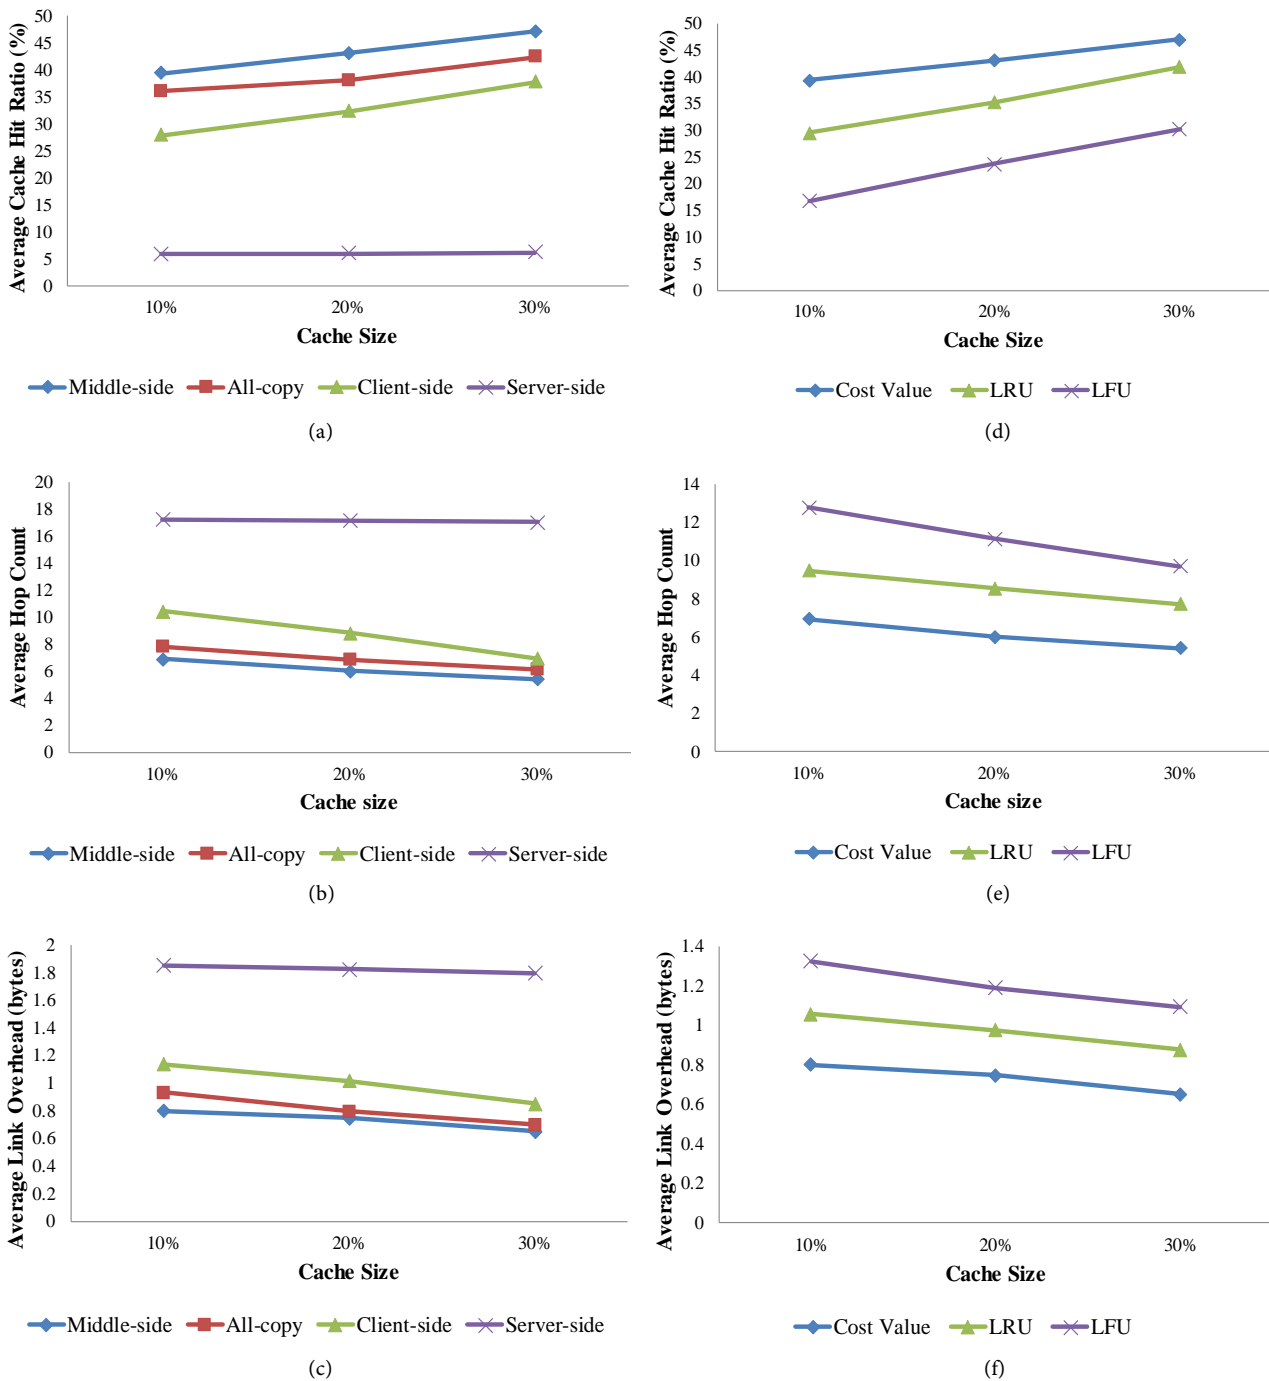 Average Cache Hit Ratio (%)
50
45
40
35
30
25
20
15
10
5
0
10% 20% 30%
Cache Size
Middle-side All-copy Client-side Server-side
(a)
Average Cache Hit Ratio (%)
50
45
40
35
30
25
20
15
10
5
0
10% 20% 30%
Cache Size
Cost Value LRU LFU
(d)
Average Hop Count
20
18
16
14
12
10
8
6
4
2
0
10% 20% 30%
Cache size
Middle-side All-copy Client-side Server-side
(b)
Average Hop Count
14
12
10
8
6
4
2
0
10% 20% 30%
Cache size
Cost Value LRU LFU
(e)
Average Link Overhead (bytes)
2
1.8
1.6
1.4
1.2
1
0.8
0.6
0.4
0.2
0
10% 20% 30%
Cache Size
Middle-side All-copy Client-side Server-side
(c)
Average Link Overhead (bytes)
1.4
1.2
1
0.8
0.6
0.4
0.2
0
10% 20% 30%
Cache Size
Cost Value LRU LFU
(f)